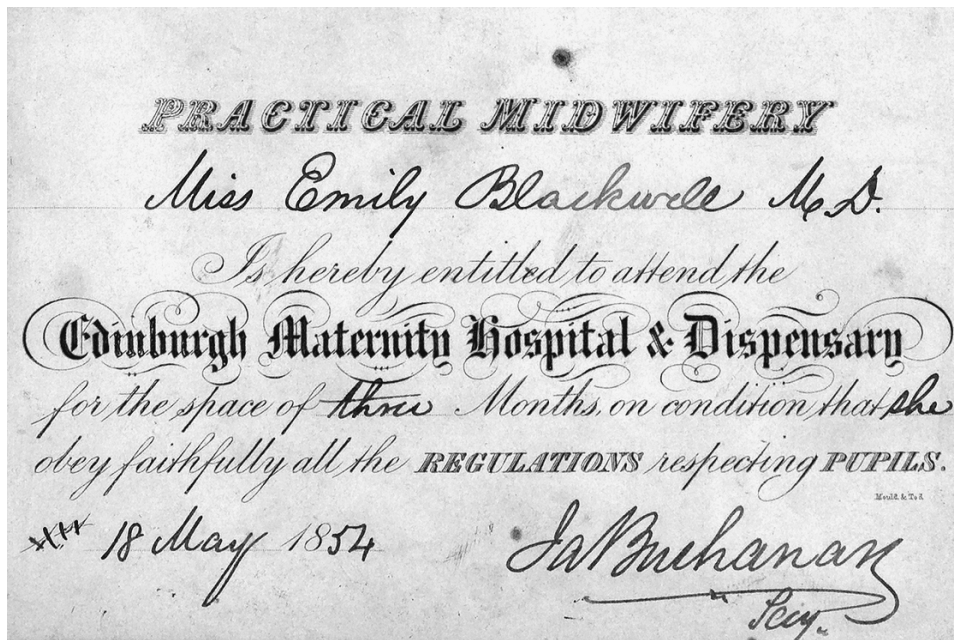 PRACTICAL MIDWIFERY
Miss Emily Blackwell M.D.
Is hereby entitled to attend the
Edinburgh Maternity Hospital & Dispensary
for the space of three Months, on condition that she
obey faithfully all the REGULATIONS respecting PUPILS.
Mould & Tod
18 May 1854
Ja Buchanan
Secy.